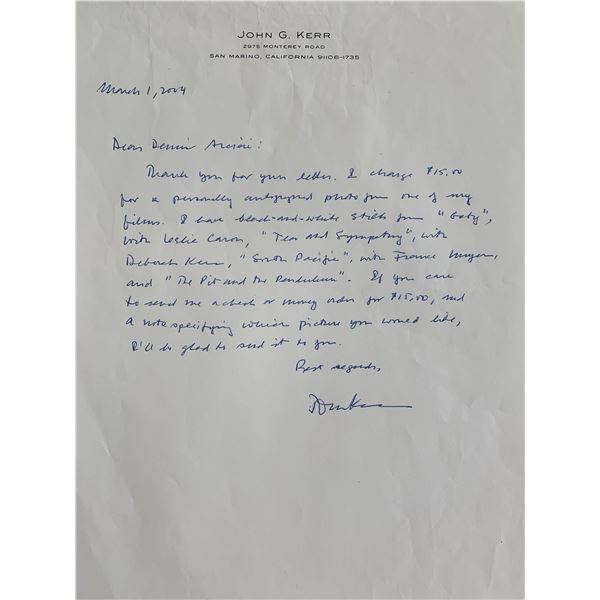 JOHN G. KERR
2975 MONTEREY ROAD
SAN MARINO, CALIFORNIA 91108-1735
March 1, 2004
Dear Dennis
Thank you for your letter. I charge $15.00
for a personally autographed photo from one of my
films. I have black-and-white stills from "Gaby",
with Leslie Caron, "Tea and Sympathy", with
Deborah Kerr, "South Pacific", with France Nuyen,
and "The Pit and the Pendulum". If you care
to send me a check or money order for $15.00, and
a note specifying which picture you would like,
I'll be glad to send it to you.
Best regards,
John Kerr